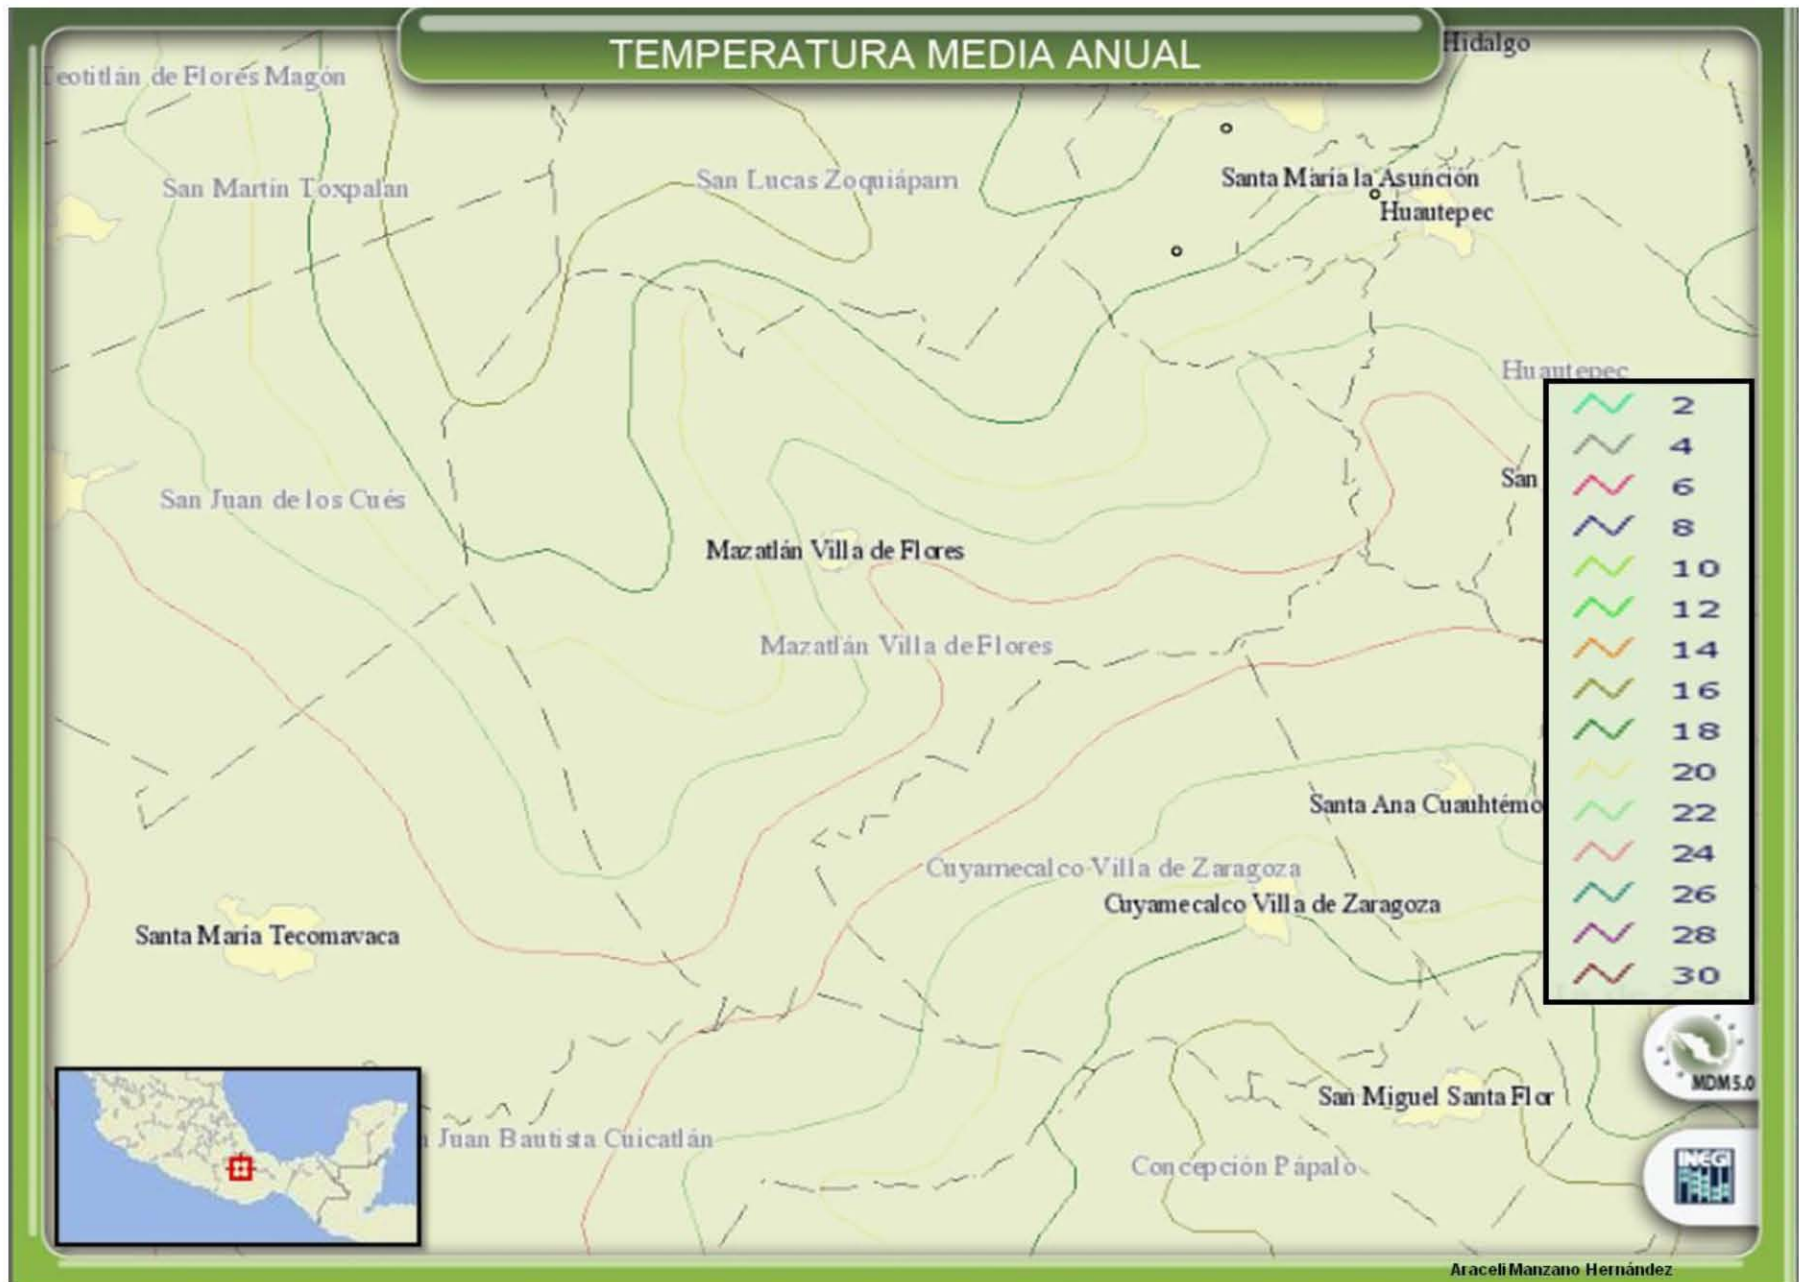 TEMPERATURA MEDIA ANUAL
Hidalgo
Teotitlán de Flores Magón
Santa María la Asunción
San Martín Toxpalan
San Lucas Zoquiápam
Huautepec
Huautepec
2
4
6
8
10
12
14
16
18
20
22
24
26
28
30
San
San Juan de los Cués
Mazatlán Villa de Flores
Mazatlán Villa de Flores
Santa Ana Cuauhtémo
Cuyamecalco Villa de Zaragoza
Cuyamecalco Villa de Zaragoza
Santa María Tecomavaca
MDM5.0
San Miguel Santa Flor
n Juan Bautista Cuicatlán
Concepción Pápalo
INEGI
Araceli Manzano Hernández